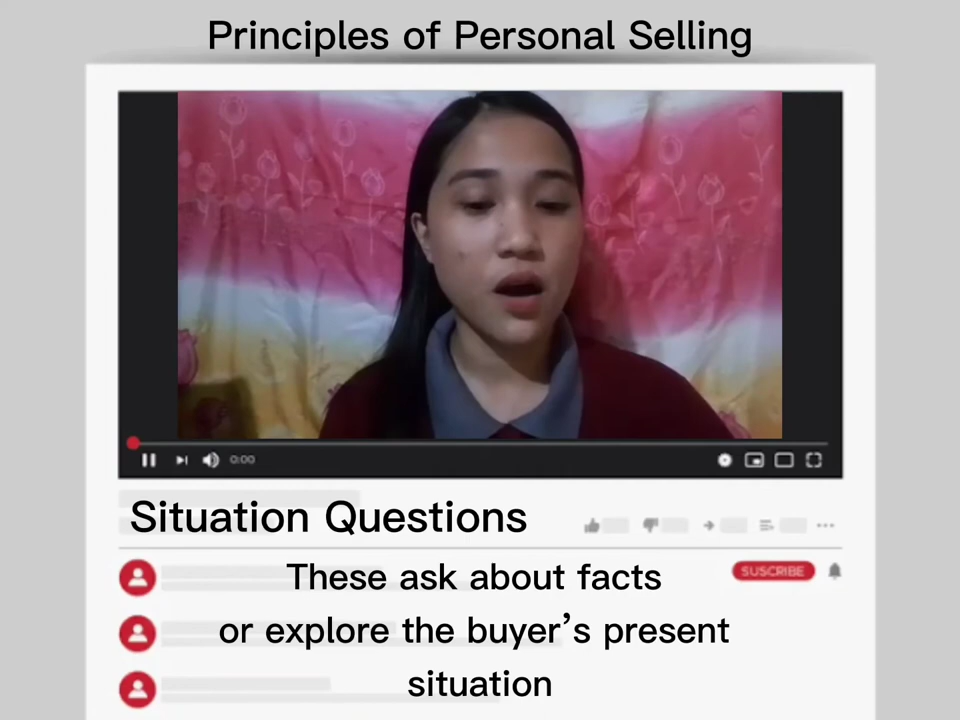 Principles of Personal Selling
0:00
Situation Questions
These ask about facts
SUSCRIBE
or explore the buyer's present
situation